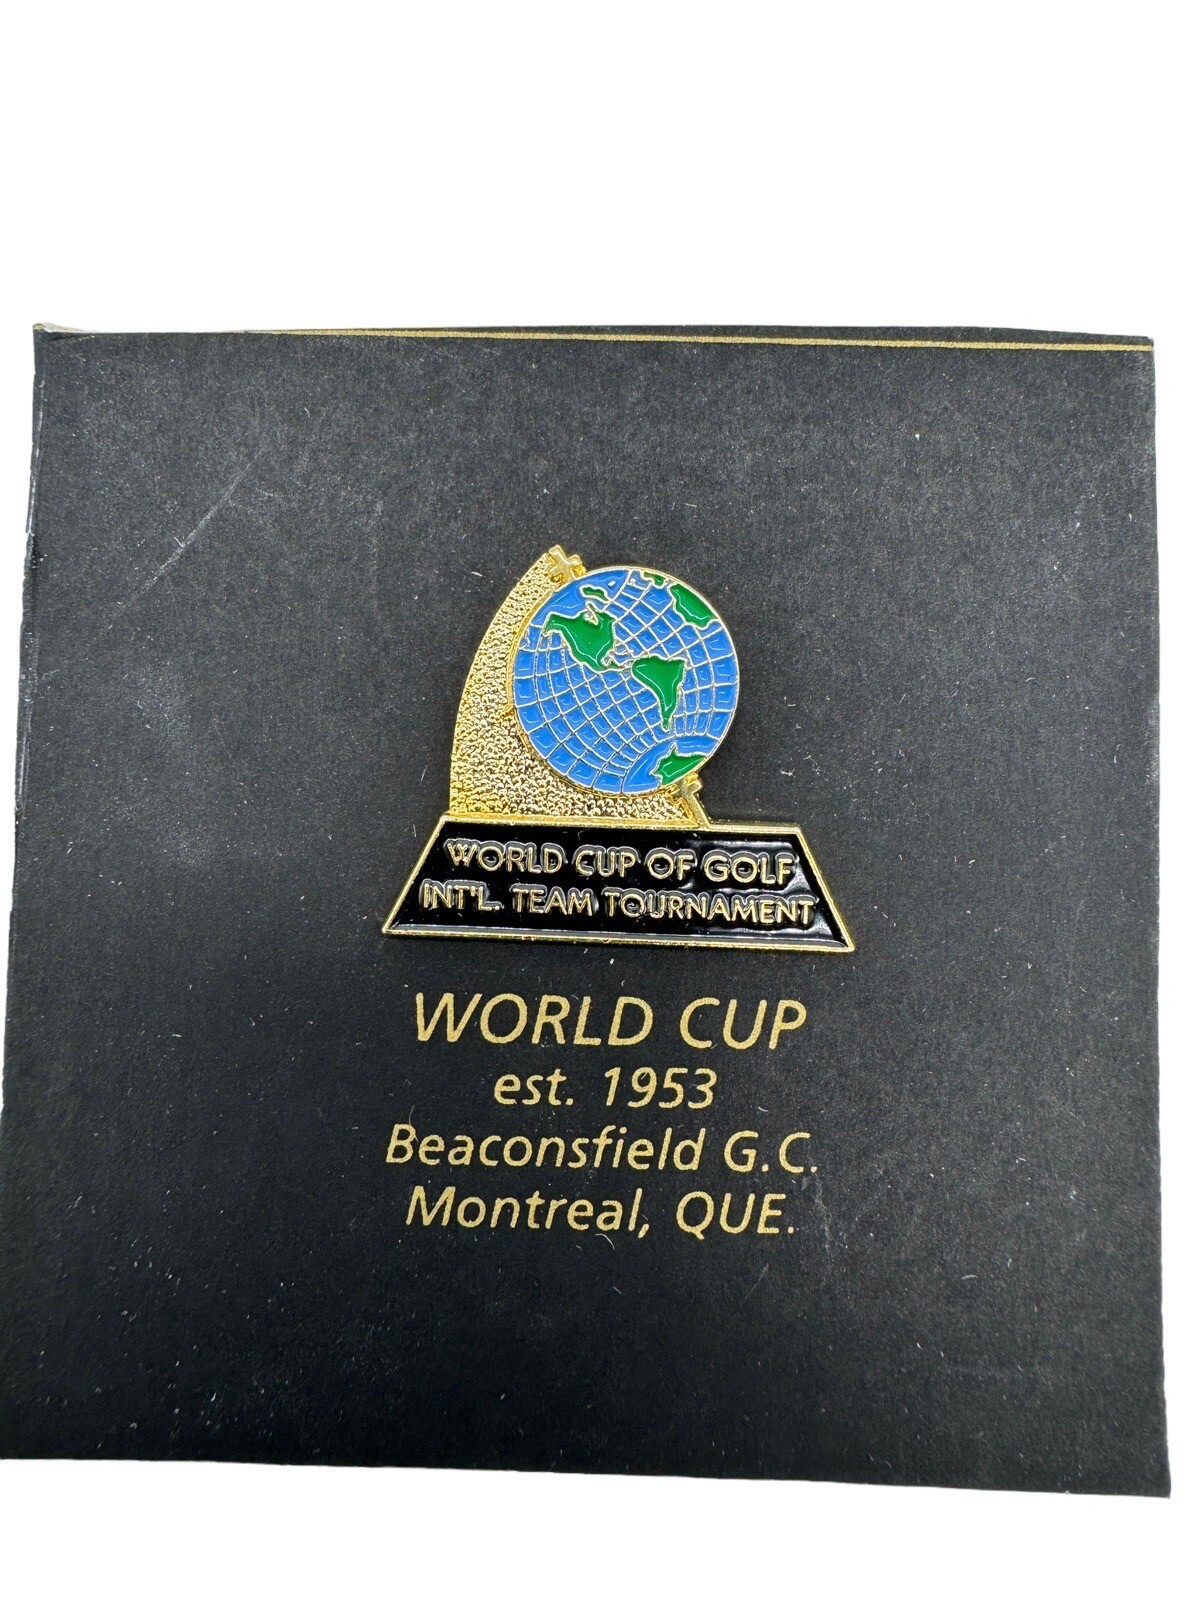 WORLD CUP OF GOLF
INT'L. TEAM TOURNAMENT
WORLD CUP
est. 1953
Beaconsfield G.C.
Montreal, QUE.